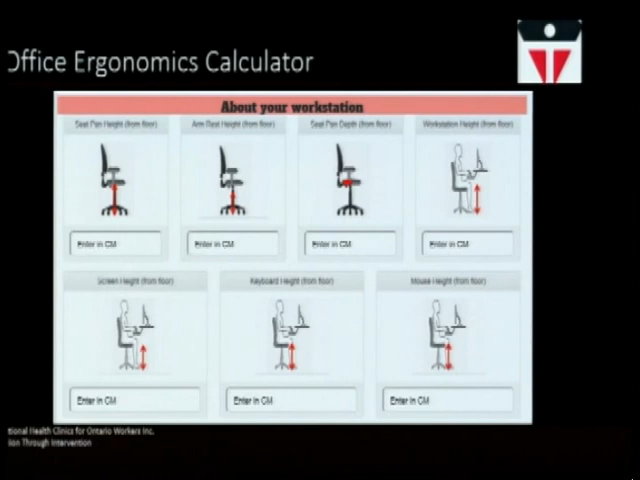 Office Ergonomics Calculator
About your workstation
Seat Pan Height (from floor)
Arm Rest Height (from floor)
Seat Pan Depth (from floor)
Workstation Height (from floor)
Enter in CM
Enter in CM
Enter in CM
Enter in CM
Screen Height (from floor)
Keyboard Height (from floor)
Mouse Height (from floor)
Enter in CM
Enter in CM
Enter in CM
tional Health Clinics for Ontario Workers Inc.
tion Through Intervention